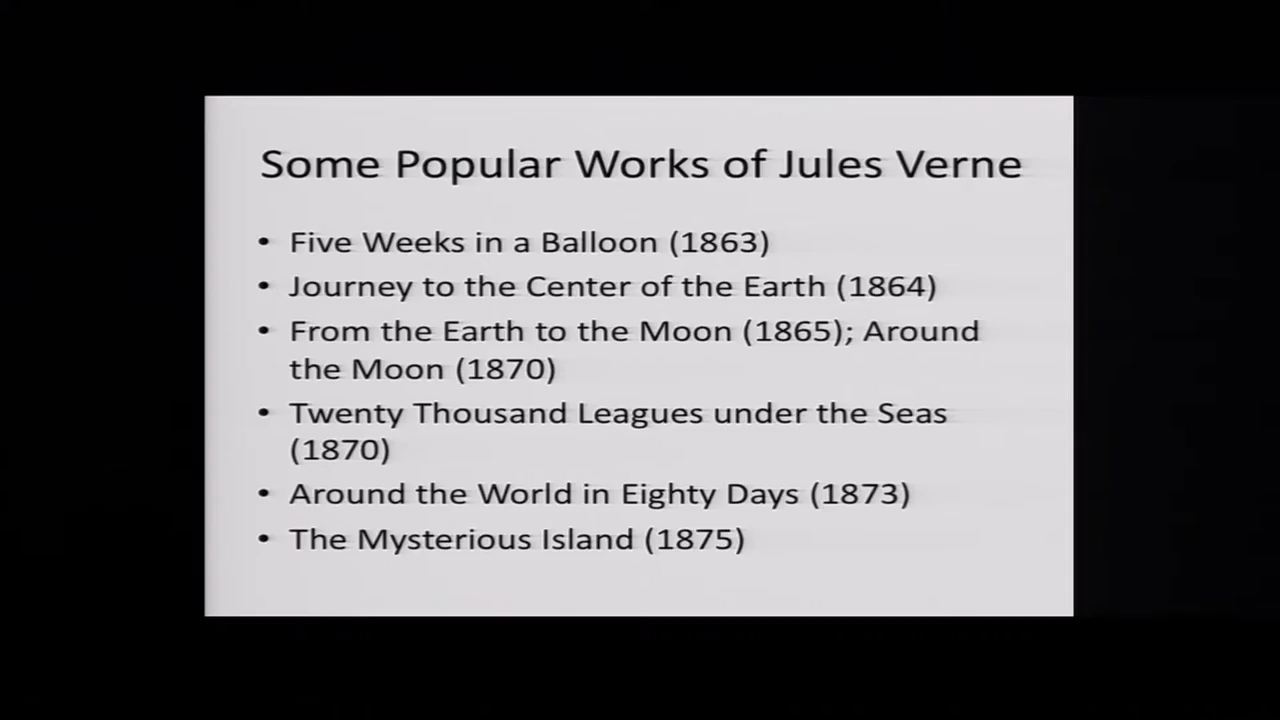 Some Popular Works of Jules Verne
• Five Weeks in a Balloon (1863)
• Journey to the Center of the Earth (1864)
• From the Earth to the Moon (1865); Around
the Moon (1870)
• Twenty Thousand Leagues under the Seas
(1870)
• Around the World in Eighty Days (1873)
• The Mysterious Island (1875)